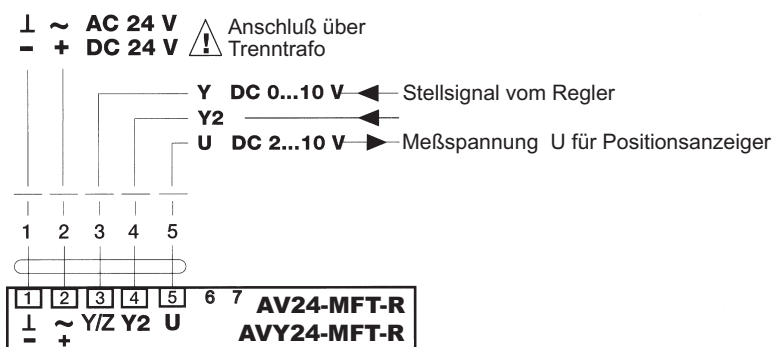 ⊥ ~ AC 24 V Anschluß über
– + DC 24 V ! Trenntrafo
Y DC 0...10 V Stellsignal vom Regler
Y2
U DC 2...10 V Meßspannung U für Positionsanzeiger
1 2 3 4 5
1 2 3 4 5 6 7 AV24-MFT-R
⊥ ~ Y/Z Y2 U AVY24-MFT-R
– +